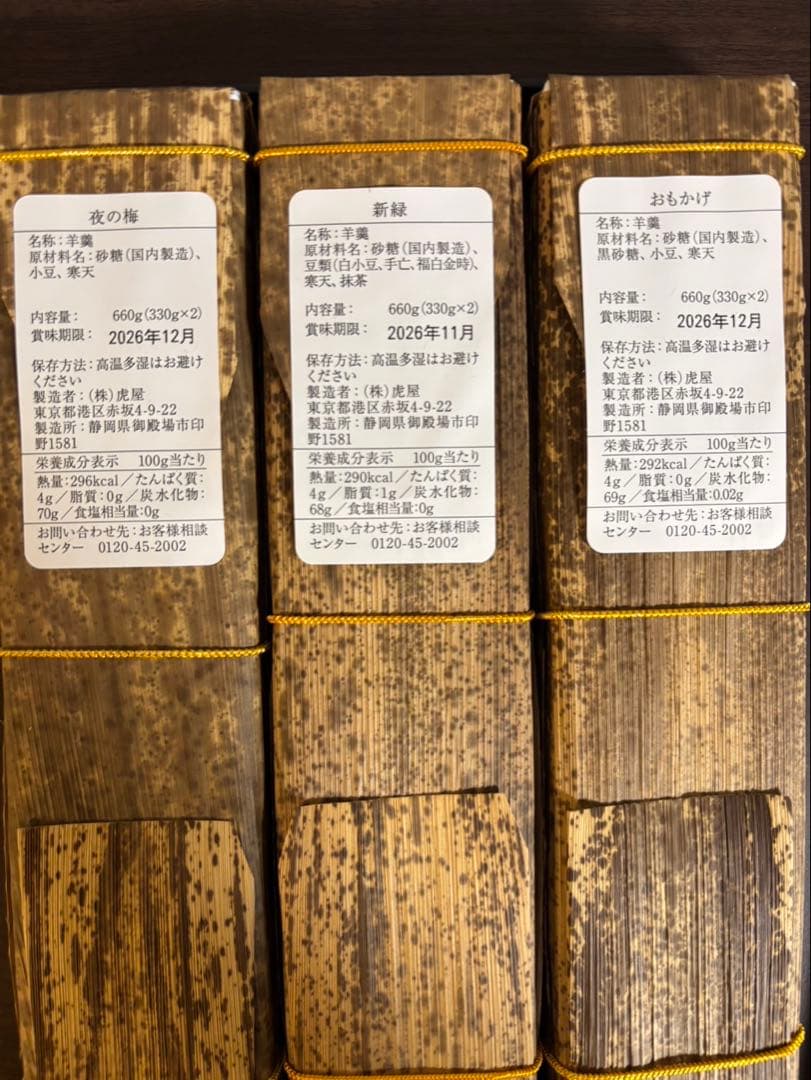 夜の梅
名称：羊羹
原材料名：砂糖（国内製造）、
小豆、寒天
内容量： 660g（330g×2）
賞味期限： 2026年12月
保存方法：高温多湿はお避け
ください
製造者：（株）虎屋
東京都港区赤坂4-9-22
製造所：静岡県御殿場市印
野1581
栄養成分表示 100g当たり
熱量：296kcal／たんぱく質：
4g／脂質：0g／炭水化物：
70g／食塩相当量：0g
お問い合わせ先：お客様相談
センター 0120-45-2002
新緑
名称：羊羹
原材料名：砂糖（国内製造）、
豆類（白小豆、手亡、福白金時）、
寒天、抹茶
内容量： 660g（330g×2）
賞味期限： 2026年11月
保存方法：高温多湿はお避け
ください
製造者：（株）虎屋
東京都港区赤坂4-9-22
製造所：静岡県御殿場市印
野1581
栄養成分表示 100g当たり
熱量：290kcal／たんぱく質：
4g／脂質：1g／炭水化物：
68g／食塩相当量：0g
お問い合わせ先：お客様相談
センター 0120-45-2002
おもかげ
名称：羊羹
原材料名：砂糖（国内製造）、
黒砂糖、小豆、寒天
内容量： 660g（330g×2）
賞味期限： 2026年12月
保存方法：高温多湿はお避け
ください
製造者：（株）虎屋
東京都港区赤坂4-9-22
製造所：静岡県御殿場市印
野1581
栄養成分表示 100g当たり
熱量：292kcal／たんぱく質：
4g／脂質：0g／炭水化物：
69g／食塩相当量：0.02g
お問い合わせ先：お客様相談
センター 0120-45-2002